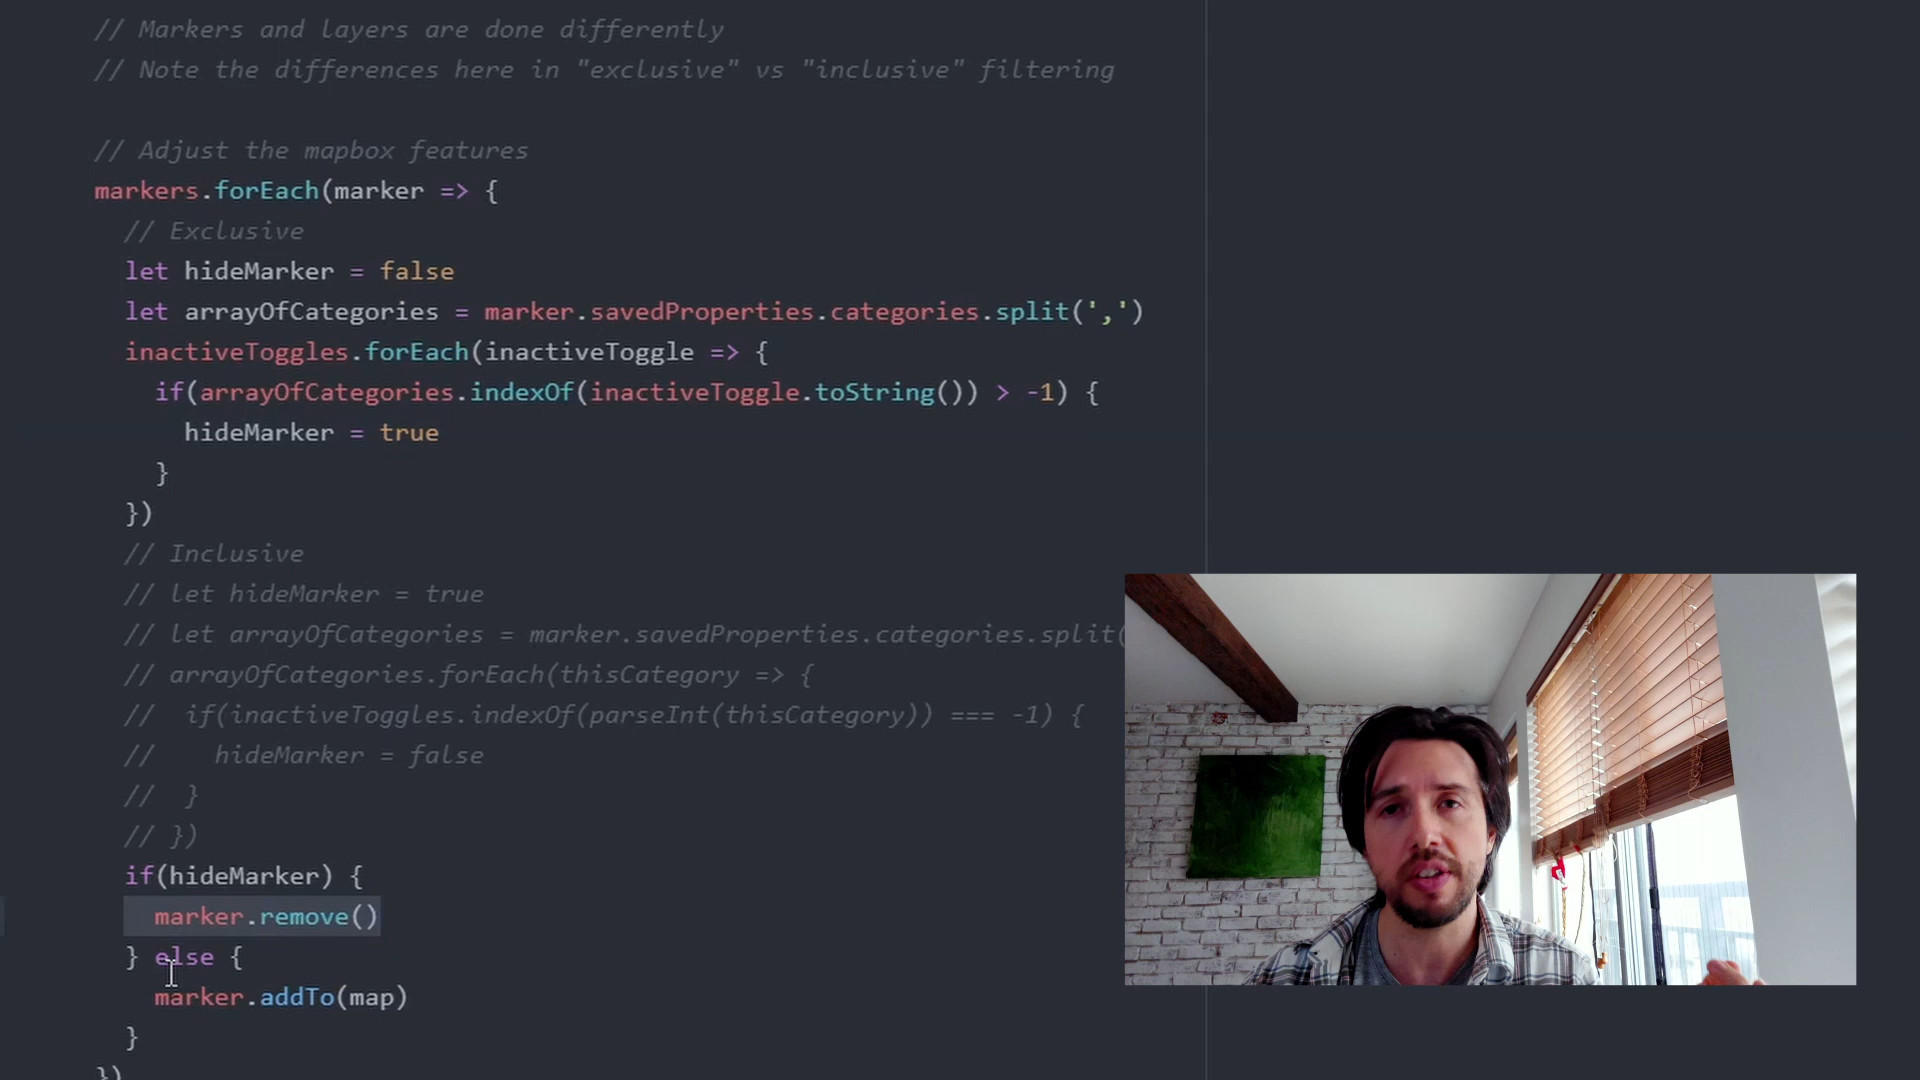 // Markers and layers are done differently
// Note the differences here in "exclusive" vs "inclusive" filtering
// Adjust the mapbox features
markers.forEach(marker => {
// Exclusive
let hideMarker = false
let arrayOfCategories = marker.savedProperties.categories.split(',')
inactiveToggles.forEach(inactiveToggle => {
if(arrayOfCategories.indexOf(inactiveToggle.toString()) > -1) {
hideMarker = true
}
})
// Inclusive
// let hideMarker = true
// let arrayOfCategories = marker.savedProperties.categories.split(
// arrayOfCategories.forEach(thisCategory => {
// if(inactiveToggles.indexOf(parseInt(thisCategory)) === -1) {
// hideMarker = false
// }
// })
if(hideMarker) {
marker.remove()
} else {
marker.addTo(map)
}
})